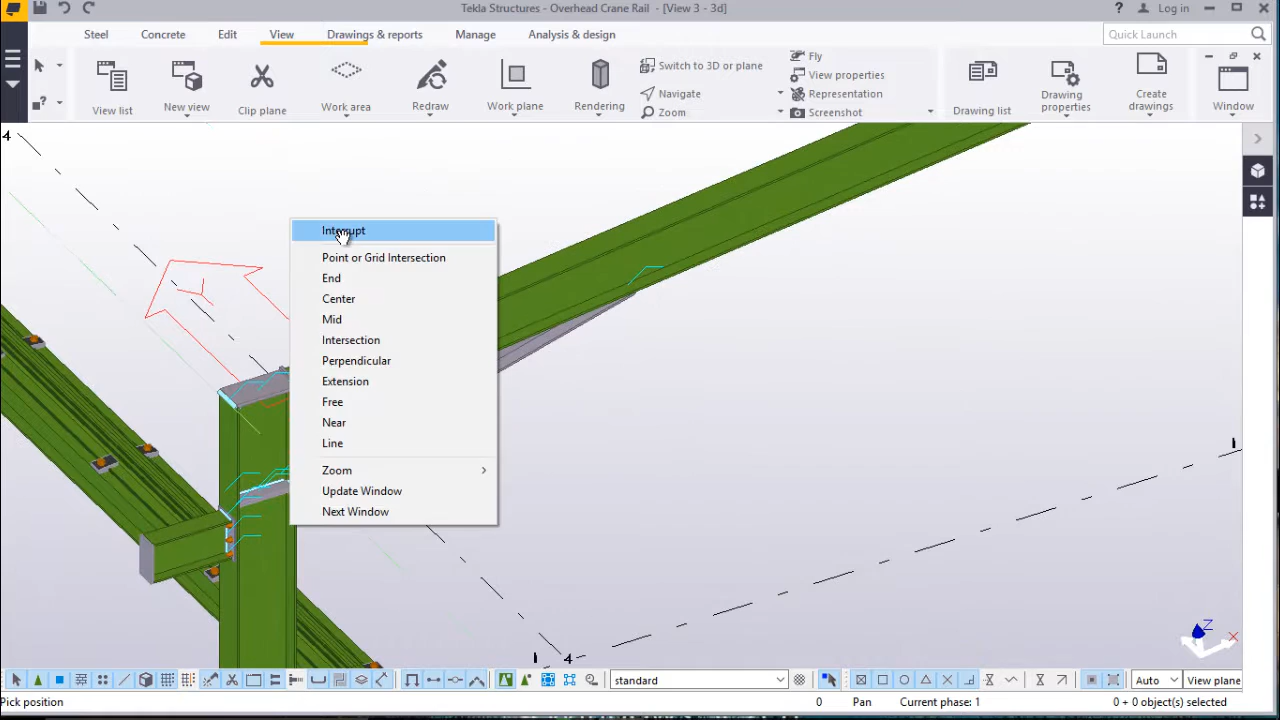 Tekla Structures - Overhead Crane Rail - [View 3 - 3d]
? Log in
Steel Concrete Edit View Drawings & reports Manage Analysis & design Quick Launch
View list
New view
Clip plane
Work area
Redraw
Work plane
Rendering
Switch to 3D or plane
Navigate
Zoom
Fly
View properties
Representation
Screenshot
Drawing list
Drawing properties
Create drawings
Window
4
Interrupt
Point or Grid Intersection
End
Center
Mid
Intersection
Perpendicular
Extension
Free
Near
Line
Zoom
Update Window
Next Window
Y
Z
4
standard
Auto
View plane
Pick position
0 Pan Current phase: 1 0 + 0 object(s) selected